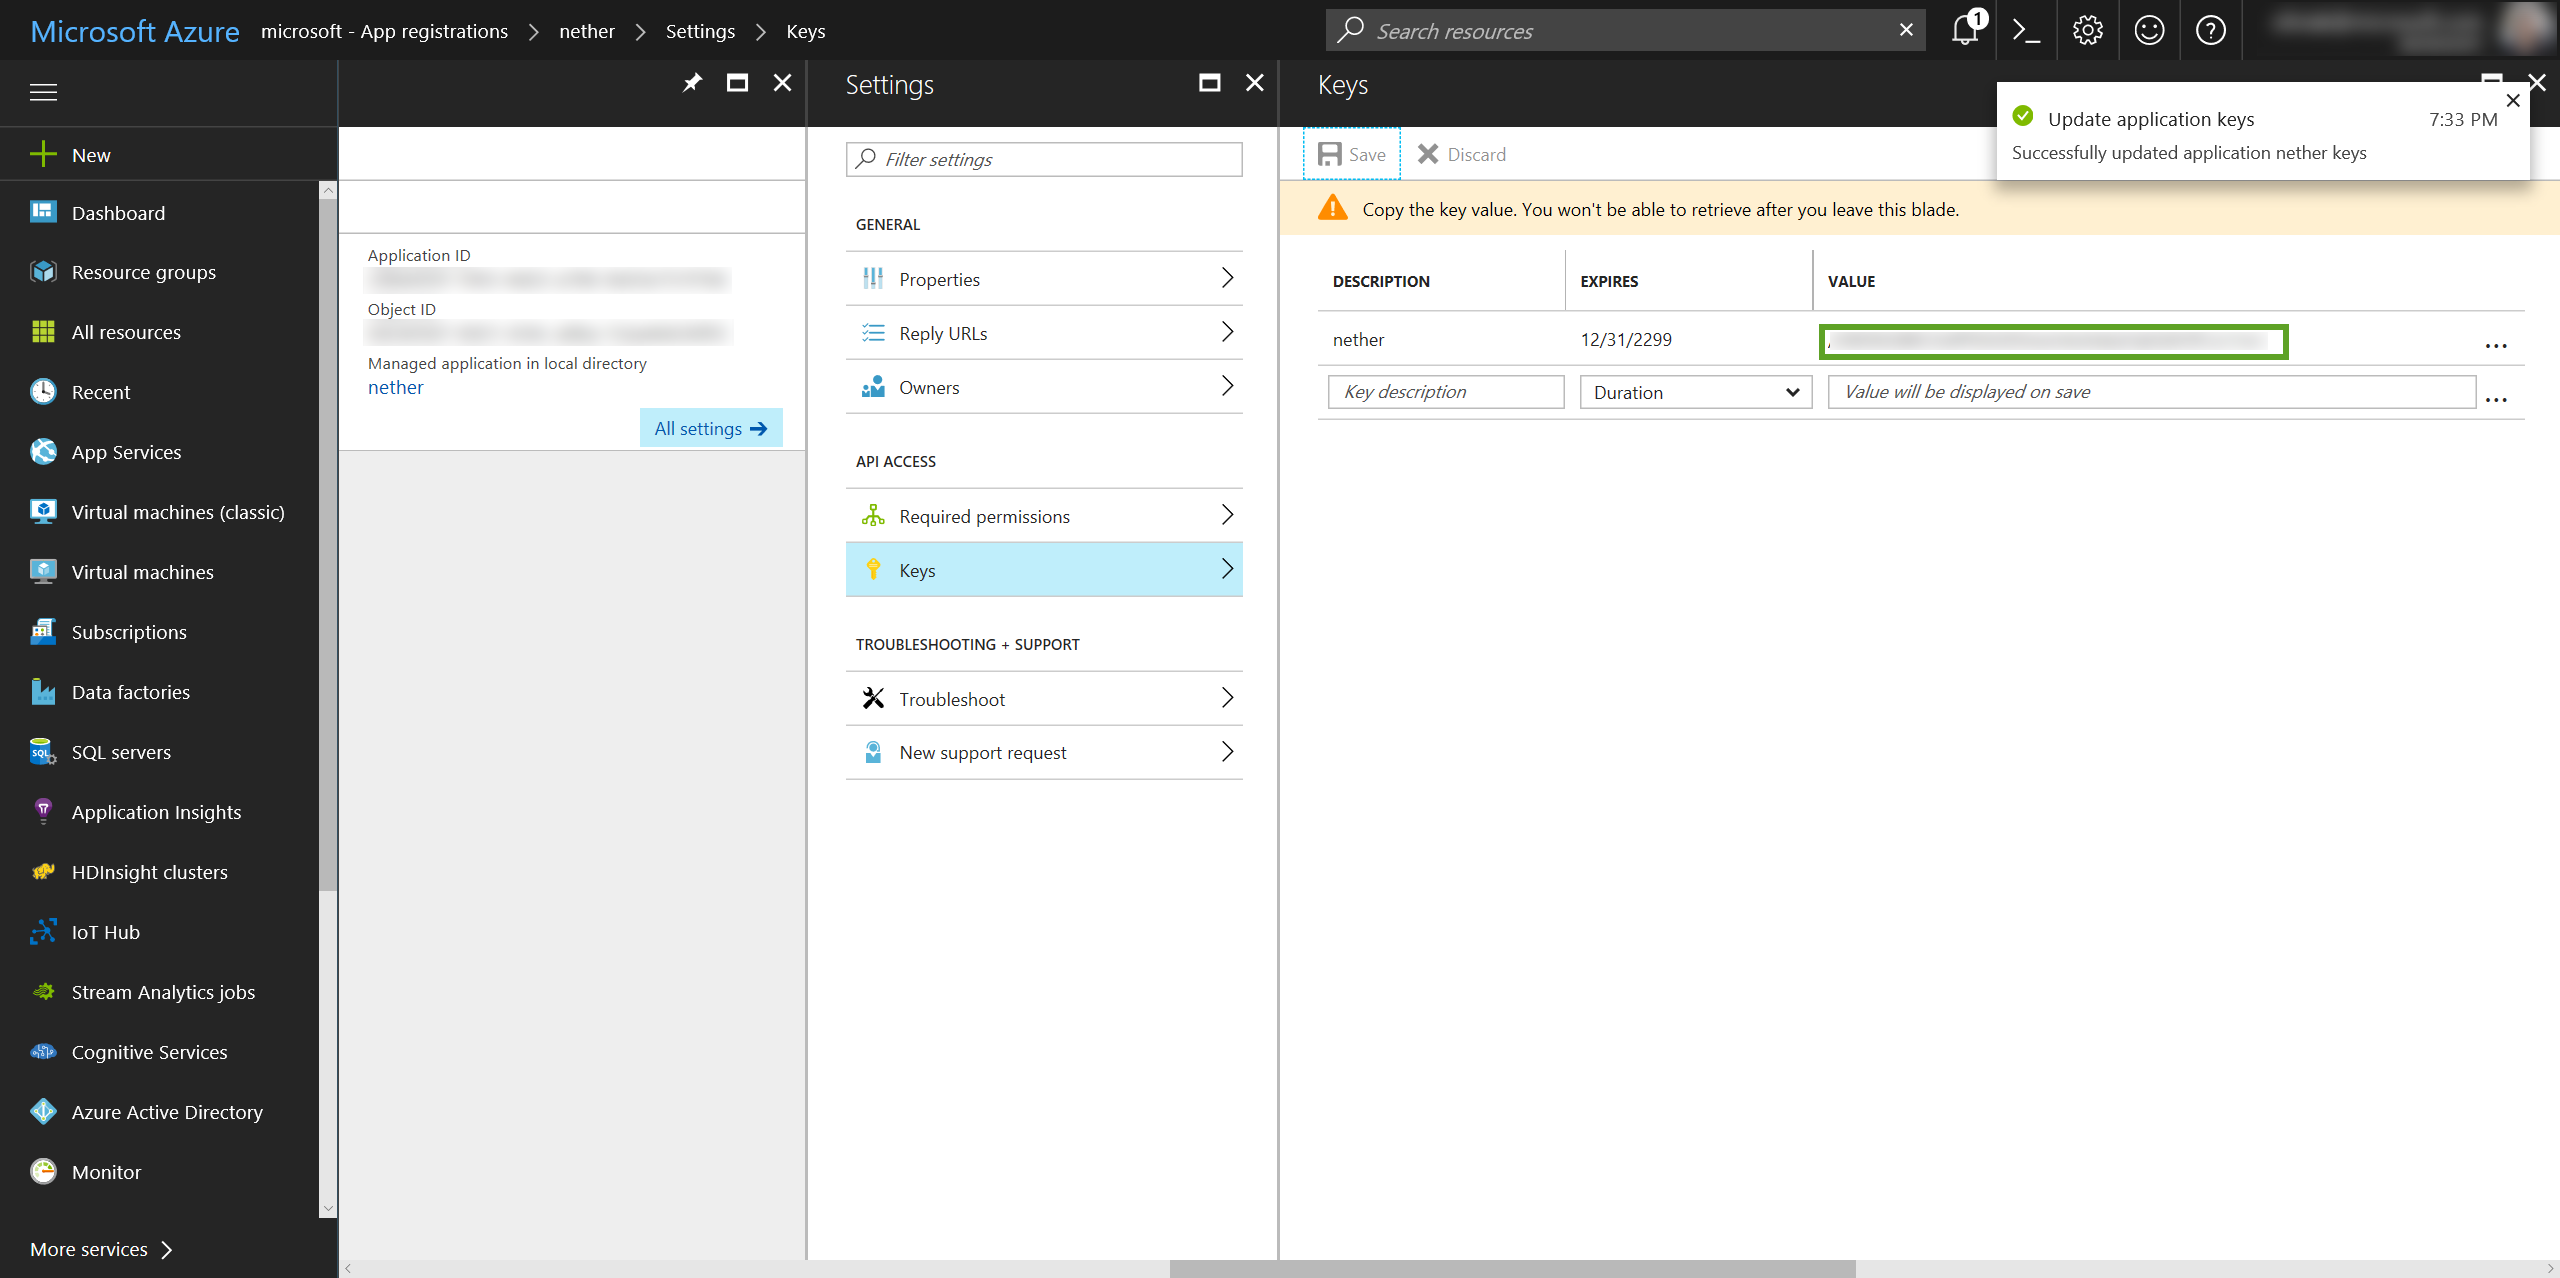 Microsoft Azure microsoft - App registrations nether Settings Keys Search resources 1
New
Dashboard
Resource groups
All resources
Recent
App Services
Virtual machines (classic)
Virtual machines
Subscriptions
Data factories
SQL servers
Application Insights
HDInsight clusters
IoT Hub
Stream Analytics jobs
Cognitive Services
Azure Active Directory
Monitor
More services
Application ID
Object ID
Managed application in local directory
nether
All settings
Settings
Filter settings
GENERAL
Properties
Reply URLs
Owners
API ACCESS
Required permissions
Keys
TROUBLESHOOTING + SUPPORT
Troubleshoot
New support request
Keys
Update application keys 7:33 PM
Successfully updated application nether keys
Save Discard
Copy the key value. You won't be able to retrieve after you leave this blade.
DESCRIPTION EXPIRES VALUE
nether 12/31/2299 ...
Key description Duration Value will be displayed on save ...